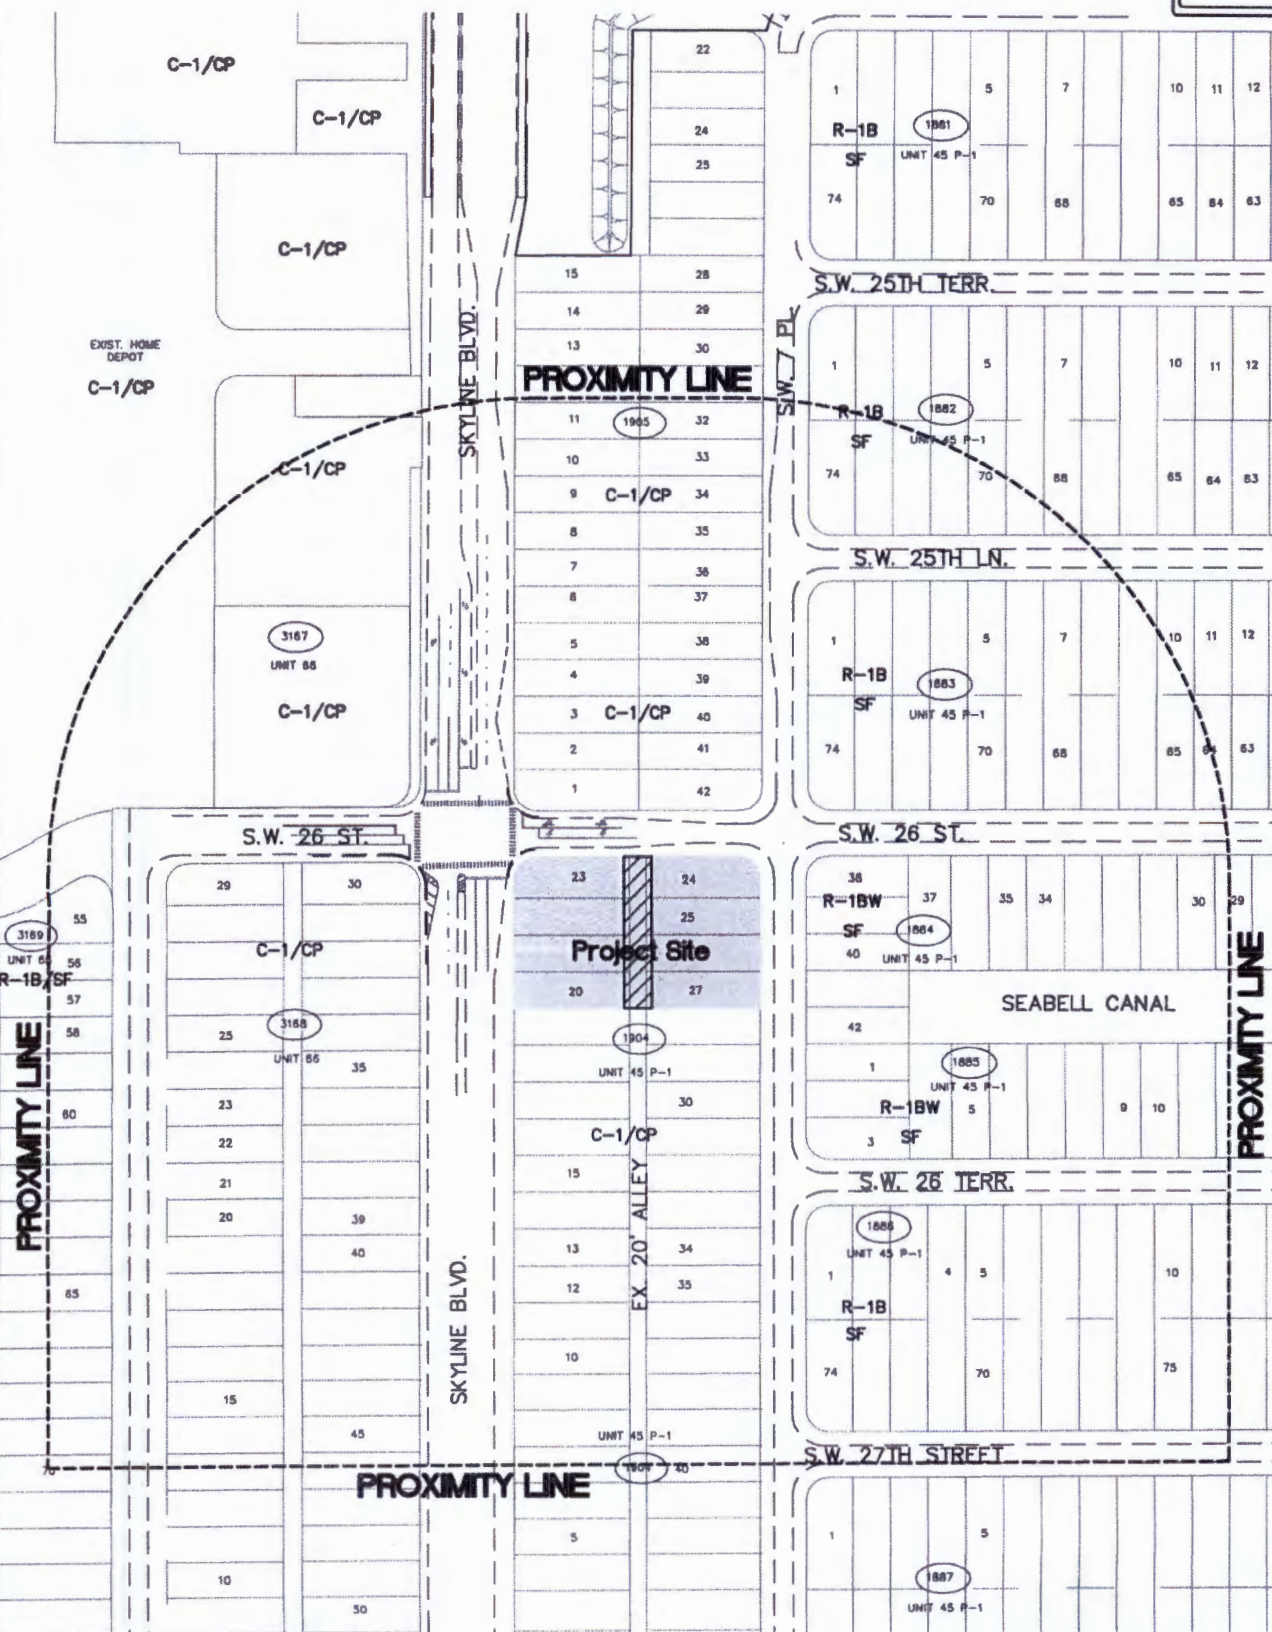 C-1/CP
C-1/CP
C-1/CP
EXIST. HOME
DEPOT
C-1/CP
C-1/CP
3167
UNIT 66
C-1/CP
SKYLINE BLVD.
22
24
25
15
28
14
29
13
30
PROXIMITY LINE
11
1905
32
10
33
9
C-1/CP
34
8
35
7
36
6
37
5
38
4
39
3
C-1/CP
40
2
41
1
42
S.W. 7 PL.
1
5
7
10
11
12
R-1B
SF
1881
UNIT 45 P-1
74
70
68
65
64
63
S.W. 25TH TERR.
1
5
7
10
11
12
R-1B
SF
1882
UNIT 45 P-1
74
70
68
65
64
63
S.W. 25TH LN.
1
5
7
10
11
12
R-1B
SF
1883
UNIT 45 P-1
74
70
68
65
64
63
S.W. 26 ST.
S.W. 26 ST.
29
30
C-1/CP
25
3168
UNIT 66
35
23
22
21
20
39
40
15
45
10
50
55
3169
56
R-1B/SF
57
58
60
65
70
PROXIMITY LINE
23
24
25
Project Site
20
27
1904
UNIT 45 P-1
30
C-1/CP
15
EX. 20' ALLEY
13
34
12
35
10
UNIT 45 P-1
1904
40
5
SKYLINE BLVD.
PROXIMITY LINE
38
R-1BW
SF
37
35
34
30
29
1884
UNIT 45 P-1
40
SEABELL CANAL
42
1
1885
UNIT 45 P-1
R-1BW
SF
5
9
10
3
PROXIMITY LINE
S.W. 26 TERR.
1886
UNIT 45 P-1
1
4
5
10
R-1B
SF
74
70
75
S.W. 27TH STREET
1
5
1887
UNIT 45 P-1